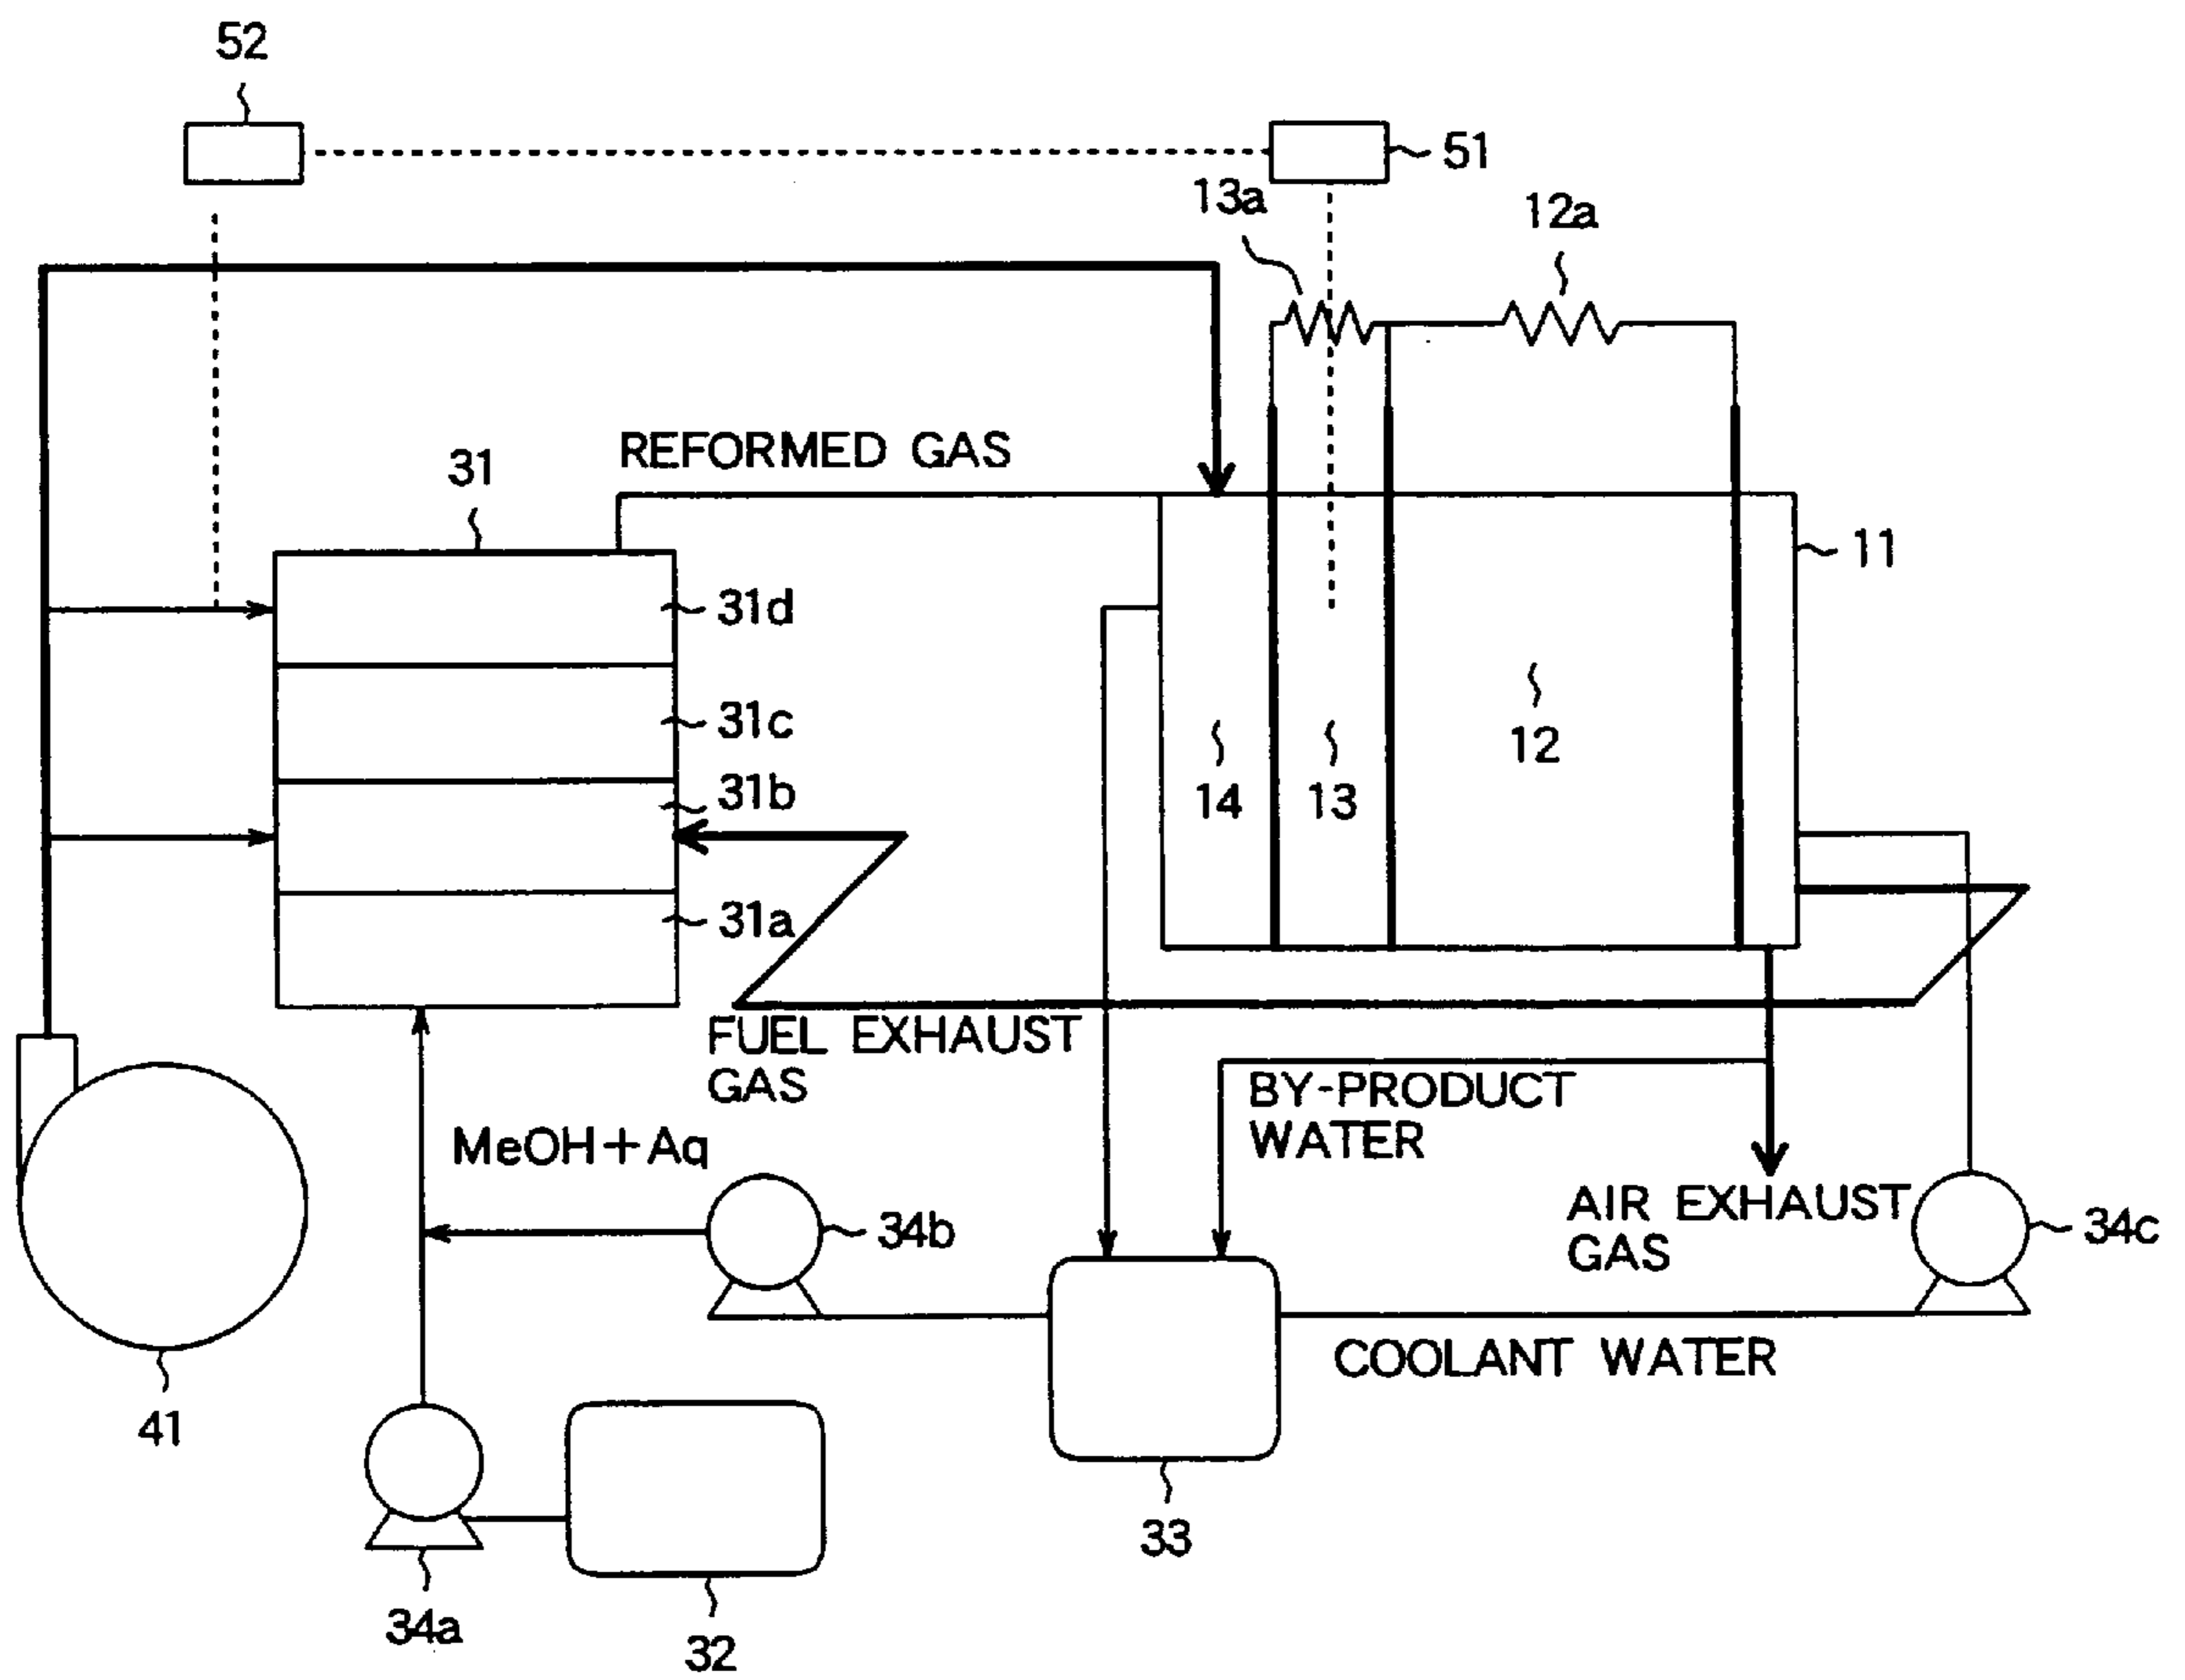 52
51
13a
12a
REFORMED GAS
31
11
31d
31c
31b
12
14
13
31a
FUEL EXHAUST
GAS
BY-PRODUCT
WATER
MeOH+Aq
AIR EXHAUST
GAS
34b
34c
COOLANT WATER
41
33
34a
32